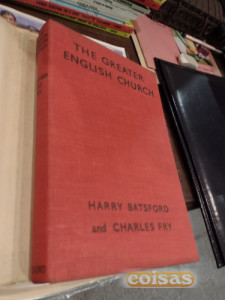 THE GREATER
ENGLISH CHURCH
HARRY BATSFORD
and CHARLES FRY
coisas